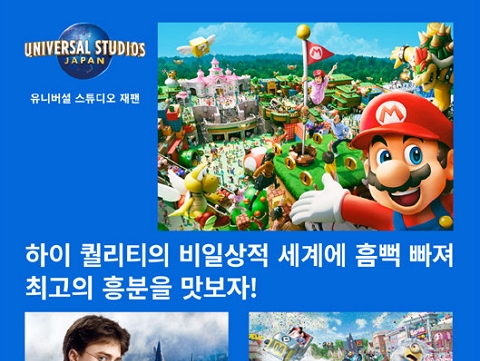 UNIVERSAL STUDIOS
JAPAN
유니버셜 스튜디오 재팬
M
하이 퀄리티의 비일상적 세계에 흠뻑 빠져
최고의 흥분을 맛보자!